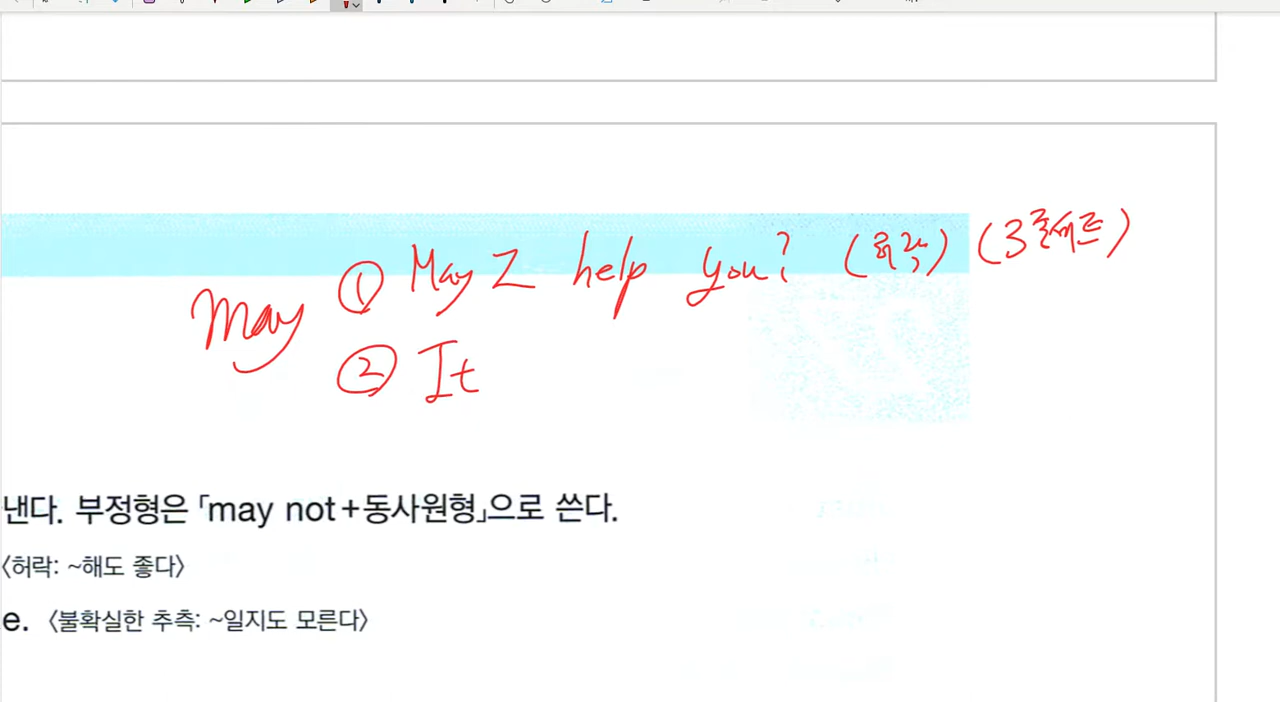 ① May I help you? (허락) (3줄세트)
may
② It
낸다. 부정형은 「may not+동사원형」으로 쓴다.
〈허락: ~해도 좋다〉
e. 〈불확실한 추측: ~일지도 모른다〉